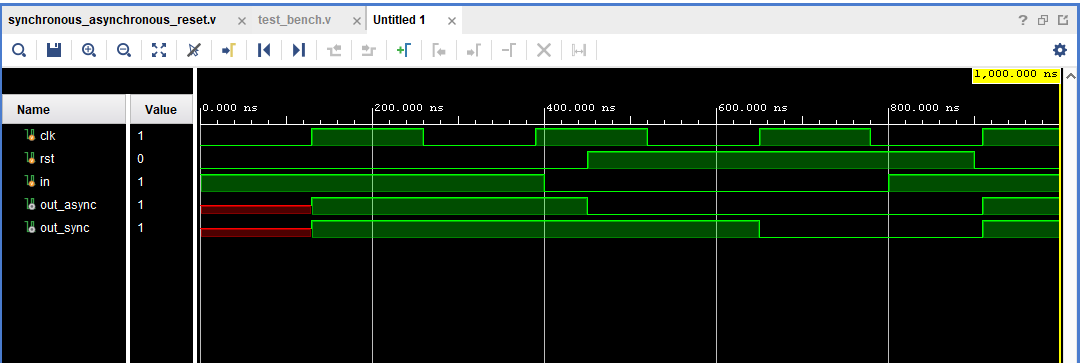 synchronous_asynchronous_reset.v × test_bench.v × Untitled 1 × ?
1,000.000 ns
Name Value 0.000 ns 200.000 ns 400.000 ns 600.000 ns 800.000 ns
clk 1
rst 0
in 1
out_async 1
out_sync 1